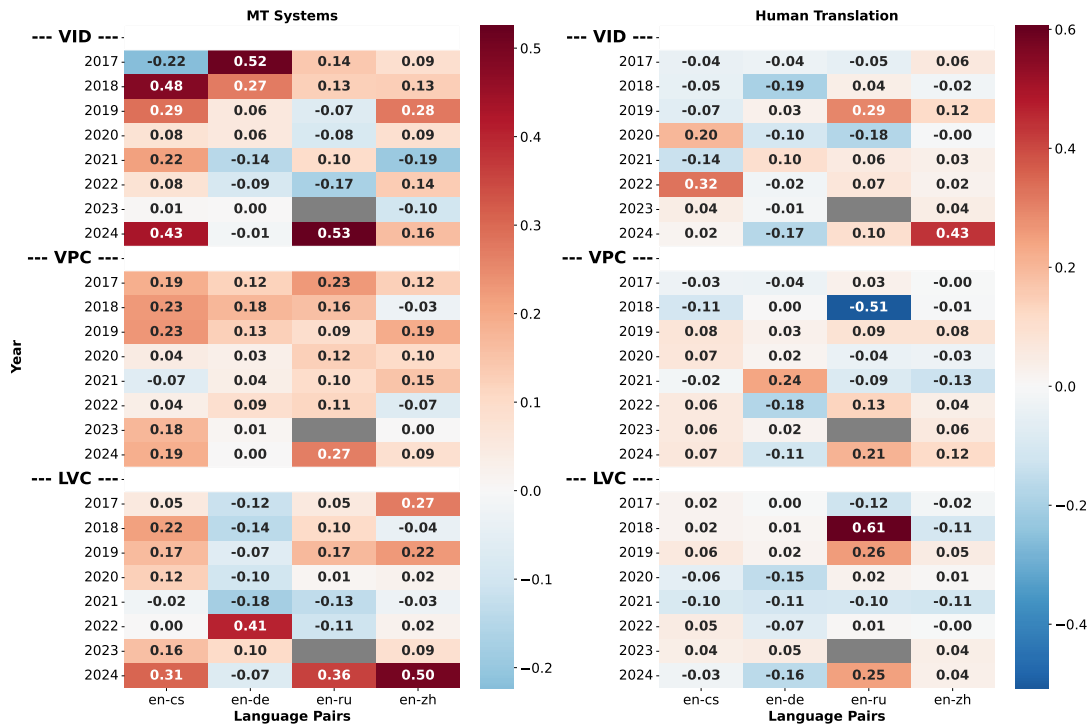 MT Systems
--- VID ---
2017 -0.22 0.52 0.14 0.09
2018 0.48 0.27 0.13 0.13
2019 0.29 0.06 -0.07 0.28
2020 0.08 0.06 -0.08 0.09
2021 0.22 -0.14 0.10 -0.19
2022 0.08 -0.09 -0.17 0.14
2023 0.01 0.00 -0.10
2024 0.43 -0.01 0.53 0.16
--- VPC ---
2017 0.19 0.12 0.23 0.12
2018 0.23 0.18 0.16 -0.03
2019 0.23 0.13 0.09 0.19
2020 0.04 0.03 0.12 0.10
2021 -0.07 0.04 0.10 0.15
2022 0.04 0.09 0.11 -0.07
2023 0.18 0.01 0.00
2024 0.19 0.00 0.27 0.09
--- LVC ---
2017 0.05 -0.12 0.05 0.27
2018 0.22 -0.14 0.10 -0.04
2019 0.17 -0.07 0.17 0.22
2020 0.12 -0.10 0.01 0.02
2021 -0.02 -0.18 -0.13 -0.03
2022 0.00 0.41 -0.11 0.02
2023 0.16 0.10 0.09
2024 0.31 -0.07 0.36 0.50
en-cs en-de en-ru en-zh
Language Pairs
Year
0.5
0.4
0.3
0.2
0.1
0.0
−0.1
−0.2
Human Translation
--- VID ---
2017 -0.04 -0.04 -0.05 0.06
2018 -0.05 -0.19 0.04 -0.02
2019 -0.07 0.03 0.29 0.12
2020 0.20 -0.10 -0.18 -0.00
2021 -0.14 0.10 0.06 0.03
2022 0.32 -0.02 0.07 0.02
2023 0.04 -0.01 0.04
2024 0.02 -0.17 0.10 0.43
--- VPC ---
2017 -0.03 -0.04 0.03 -0.00
2018 -0.11 0.00 -0.51 -0.01
2019 0.08 0.03 0.09 0.08
2020 0.07 0.02 -0.04 -0.03
2021 -0.02 0.24 -0.09 -0.13
2022 0.06 -0.18 0.13 0.04
2023 0.06 0.02 0.06
2024 0.07 -0.11 0.21 0.12
--- LVC ---
2017 0.02 0.00 -0.12 -0.02
2018 0.02 0.01 0.61 -0.11
2019 0.06 0.02 0.26 0.05
2020 -0.06 -0.15 0.02 0.01
2021 -0.10 -0.11 -0.10 -0.11
2022 0.05 -0.07 0.01 -0.00
2023 0.04 0.05 0.04
2024 -0.03 -0.16 0.25 0.04
en-cs en-de en-ru en-zh
Language Pairs
0.6
0.4
0.2
0.0
−0.2
−0.4